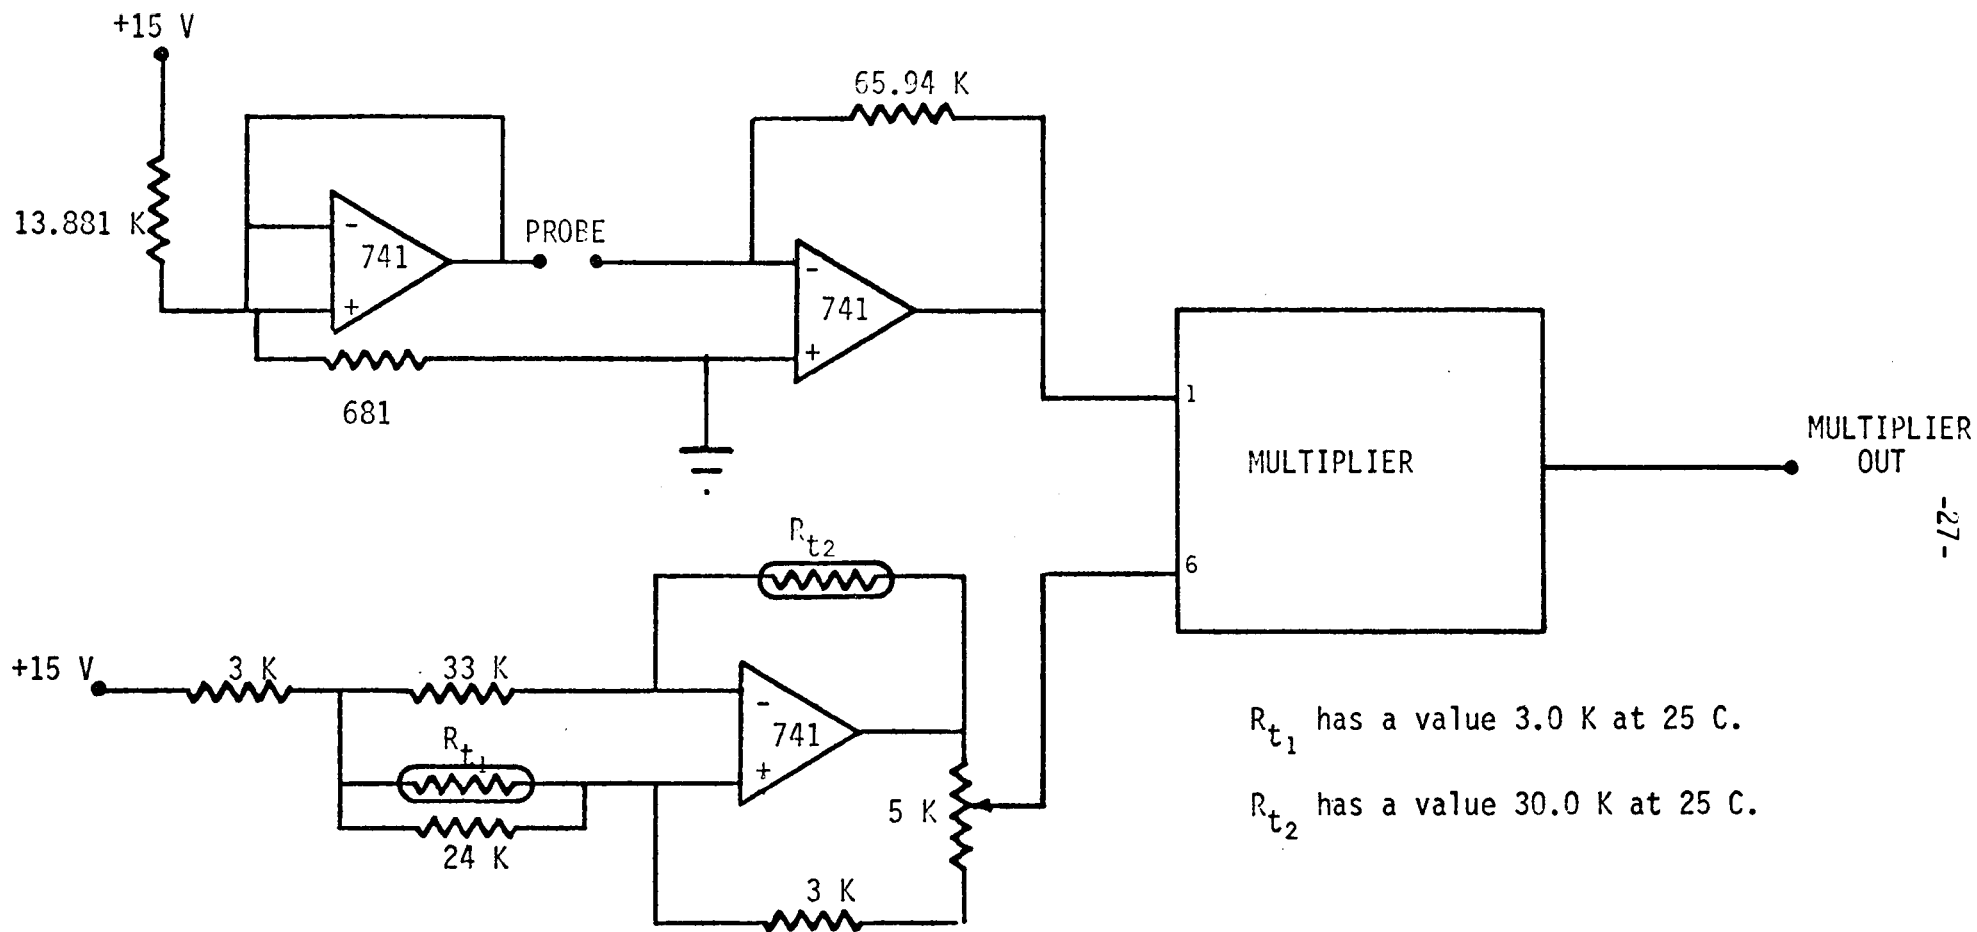 +15 V
65.94 K
13.881 K
-
741
+
PROBE
-
741
+
681
1
MULTIPLIER
6
MULTIPLIER
OUT
-27-
Rt2
+15 V
3 K
33 K
Rt1
24 K
-
741
+
5 K
3 K
Rt1 has a value 3.0 K at 25 C.
Rt2 has a value 30.0 K at 25 C.